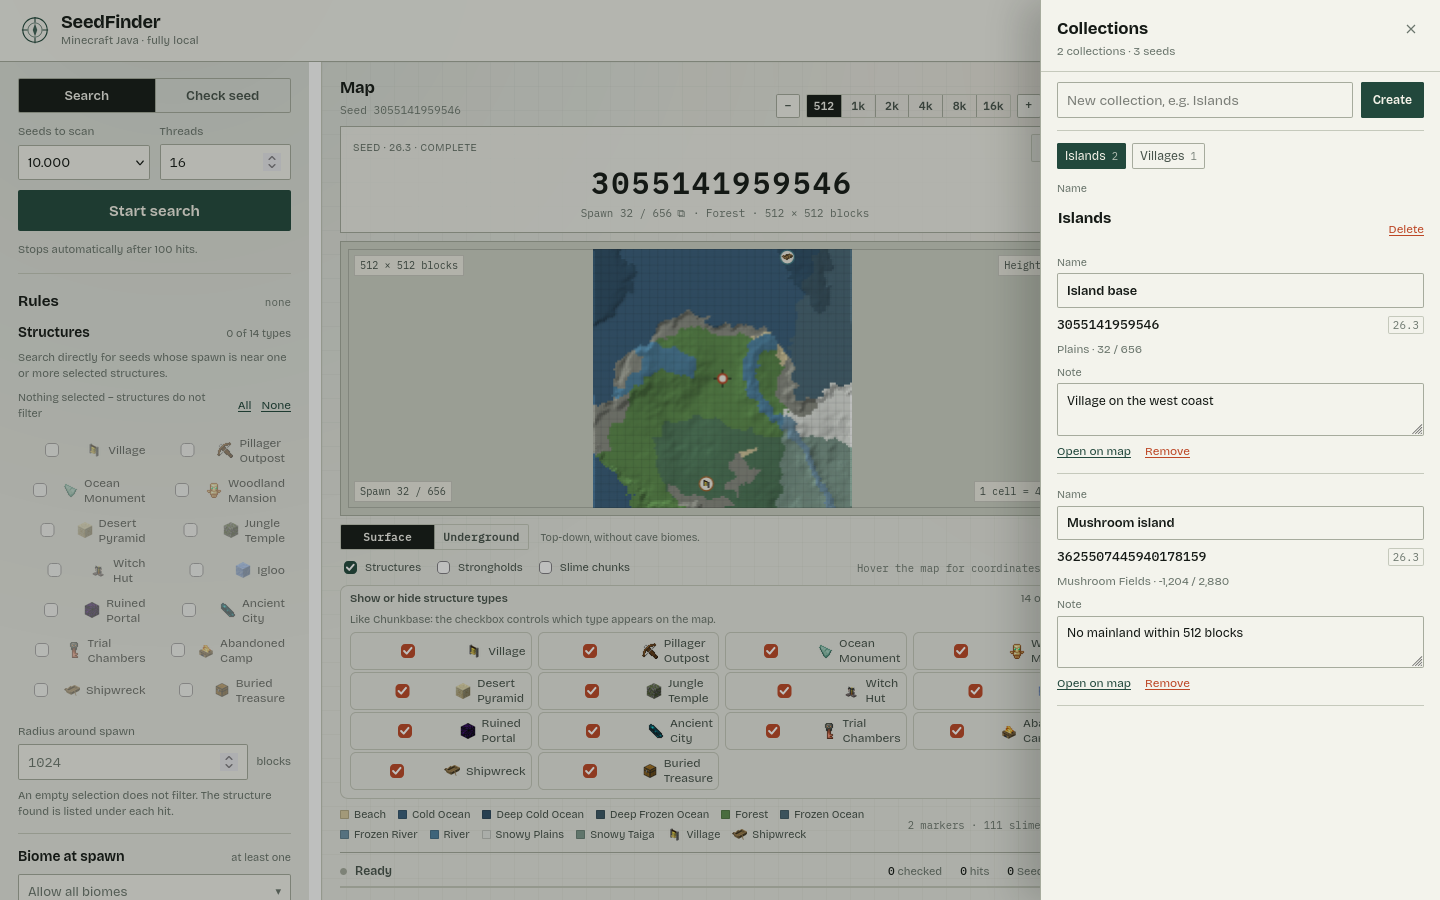 SeedFinder
Minecraft Java · fully local
Search
Check seed
Seeds to scan
Threads
10.000
16
Start search
Stops automatically after 100 hits.
Rules
none
Structures
0 of 14 types
Search directly for seeds whose spawn is near one
or more selected structures.
Nothing selected – structures do not
filter
All
None
Village
Pillager
Outpost
Ocean
Monument
Woodland
Mansion
Desert
Pyramid
Jungle
Temple
Witch
Hut
Igloo
Ruined
Portal
Ancient
City
Trial
Chambers
Abandoned
Camp
Shipwreck
Buried
Treasure
Radius around spawn
1024
blocks
An empty selection does not filter. The structure
found is listed under each hit.
Biome at spawn
at least one
Allow all biomes
Map
Seed 3055141959546
−
512
1k
2k
4k
8k
16k
+
SEED · 26.3 · COMPLETE
3055141959546
Spawn 32 / 656 ⧉ · Forest · 512 × 512 blocks
512 × 512 blocks
Height
Spawn 32 / 656
1 cell = 4
Surface
Underground
Top-down, without cave biomes.
Structures
Strongholds
Slime chunks
Hover the map for coordinates
Show or hide structure types
14 o
Like Chunkbase: the checkbox controls which type appears on the map.
Village
Pillager
Outpost
Ocean
Monument
W
M
Desert
Pyramid
Jungle
Temple
Witch
Hut
Ruined
Portal
Ancient
City
Trial
Chambers
Aba
Ca
Shipwreck
Buried
Treasure
Beach
Cold Ocean
Deep Cold Ocean
Deep Frozen Ocean
Forest
Frozen Ocean
Frozen River
River
Snowy Plains
Snowy Taiga
Village
Shipwreck
2 markers · 111 slime
Ready
0 checked
0 hits
0 Seed
Collections
×
2 collections · 3 seeds
New collection, e.g. Islands
Create
Islands 2
Villages 1
Name
Islands
Delete
Name
Island base
3055141959546
26.3
Plains · 32 / 656
Note
Village on the west coast
Open on map
Remove
Name
Mushroom island
3625507445940178159
26.3
Mushroom Fields · -1,204 / 2,880
Note
No mainland within 512 blocks
Open on map
Remove